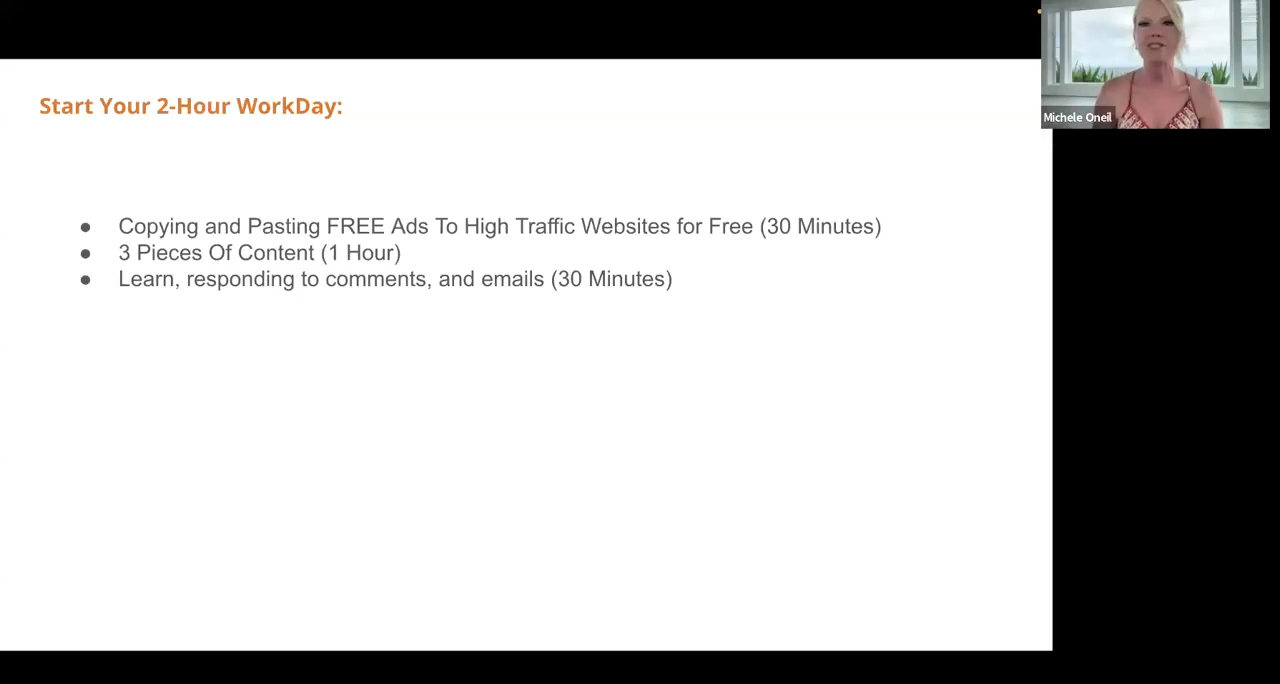 Start Your 2-Hour WorkDay:
● Copying and Pasting FREE Ads To High Traffic Websites for Free (30 Minutes)
● 3 Pieces Of Content (1 Hour)
● Learn, responding to comments, and emails (30 Minutes)
Michele Oneil